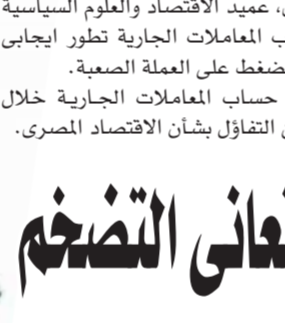 ، عميد الاقتصاد والعلوم السياسية
المعاملات الجارية تطور ايجابى
ضغط على العملة الصعبة.
حساب المعاملات الجارية خلال
التفاؤل بشأن الاقتصاد المصرى.
التضخم